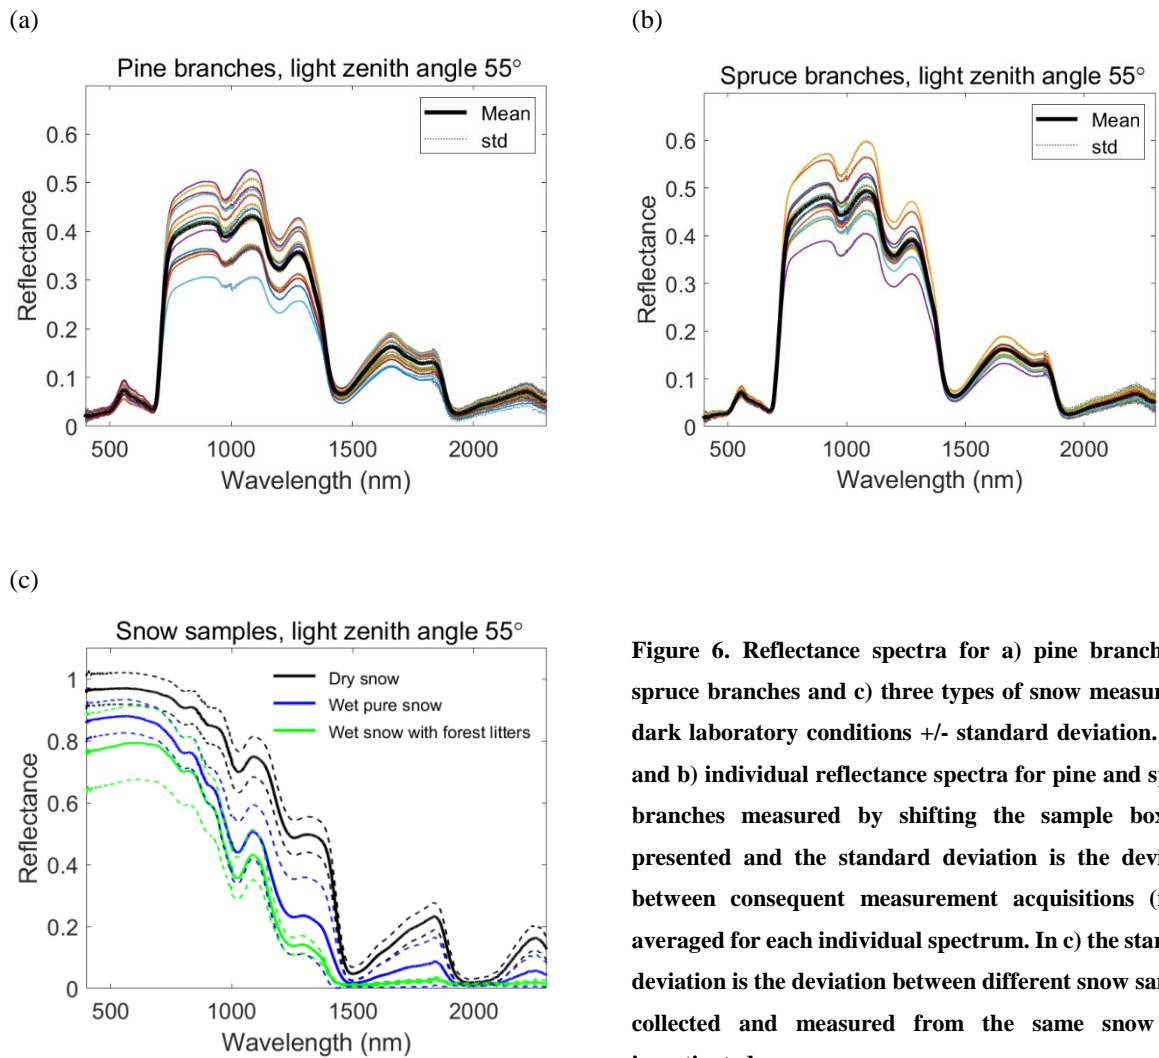 (a)
Pine branches, light zenith angle 55°
Mean
std
0.6
0.5
0.4
0.3
0.2
0.1
0
Reflectance
500 1000 1500 2000
Wavelength (nm)
(b)
Spruce branches, light zenith angle 55°
Mean
std
0.6
0.5
0.4
0.3
0.2
0.1
0
Reflectance
500 1000 1500 2000
Wavelength (nm)
(c)
Snow samples, light zenith angle 55°
Dry snow
Wet pure snow
Wet snow with forest litters
1
0.8
0.6
0.4
0.2
0
Reflectance
500 1000 1500 2000
Wavelength (nm)
Figure 6. Reflectance spectra for a) pine branch
spruce branches and c) three types of snow measur
dark laboratory conditions +/- standard deviation.
and b) individual reflectance spectra for pine and s
branches measured by shifting the sample box
presented and the standard deviation is the devi
between consequent measurement acquisitions (
averaged for each individual spectrum. In c) the stan
deviation is the deviation between different snow sa
collected and measured from the same snow